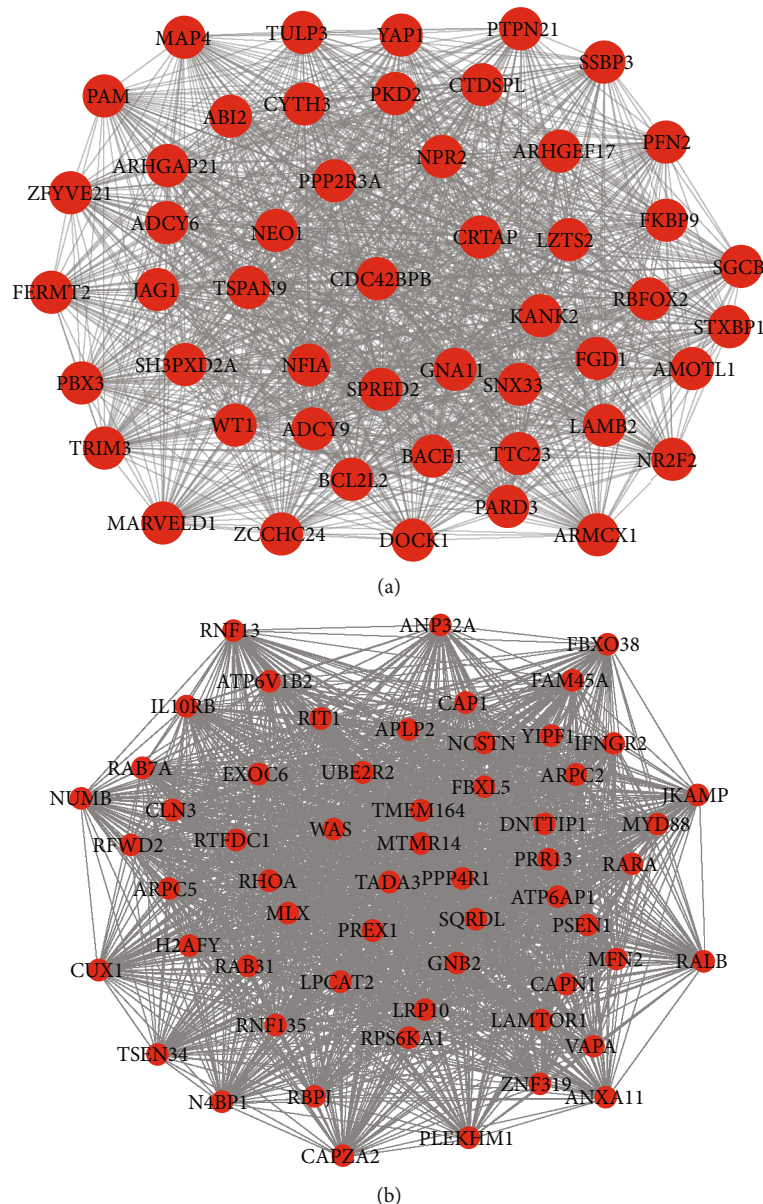 MAP4
TULP3
YAP1
PTPN21
SSBP3
PAM
ABI2
CYTH3
PKD2
CTDSPL
ARHGAP21
PPP2R3A
NPR2
ARHGEF17
PFN2
ZFYVE21
ADCY6
NEO1
CRTAP
LZTS2
FKBP9
FERMT2
JAG1
TSPAN9
CDC42BPB
KANK2
RBFOX2
SGCB
STXBP1
PBX3
SH3PXD2A
NFIA
SPRED2
GNA11
SNX33
FGD1
AMOTL1
TRIM3
WT1
ADCY9
BCL2L2
BACE1
TTC23
LAMB2
NR2F2
MARVELD1
ZCCHC24
DOCK1
PARD3
ARMCX1
(a)
RNF13
ANP32A
FBXO38
ATP6V1B2
FAM45A
IL10RB
RIT1
APLP2
CAP1
NCSTN
YIPF1
IFNGR2
RAB7A
EXOC6
UBE2R2
FBXL5
ARPC2
NUMB
CLN3
TMEM164
JKAMP
RFWD2
RTFDC1
WAS
MTMR14
DNTTIP1
MYD88
ARPC5
RHOA
TADA3
PPP4R1
PRR13
RARA
MLX
PREX1
SQRDL
ATP6AP1
PSEN1
H2AFY
CUX1
RAB31
LPCAT2
GNB2
CAPN1
MFN2
RALB
RNF135
LRP10
RPS6KA1
LAMTOR1
VAPA
TSEN34
N4BP1
RBPJ
ZNF319
ANXA11
CAPZA2
PLEKHM1
(b)